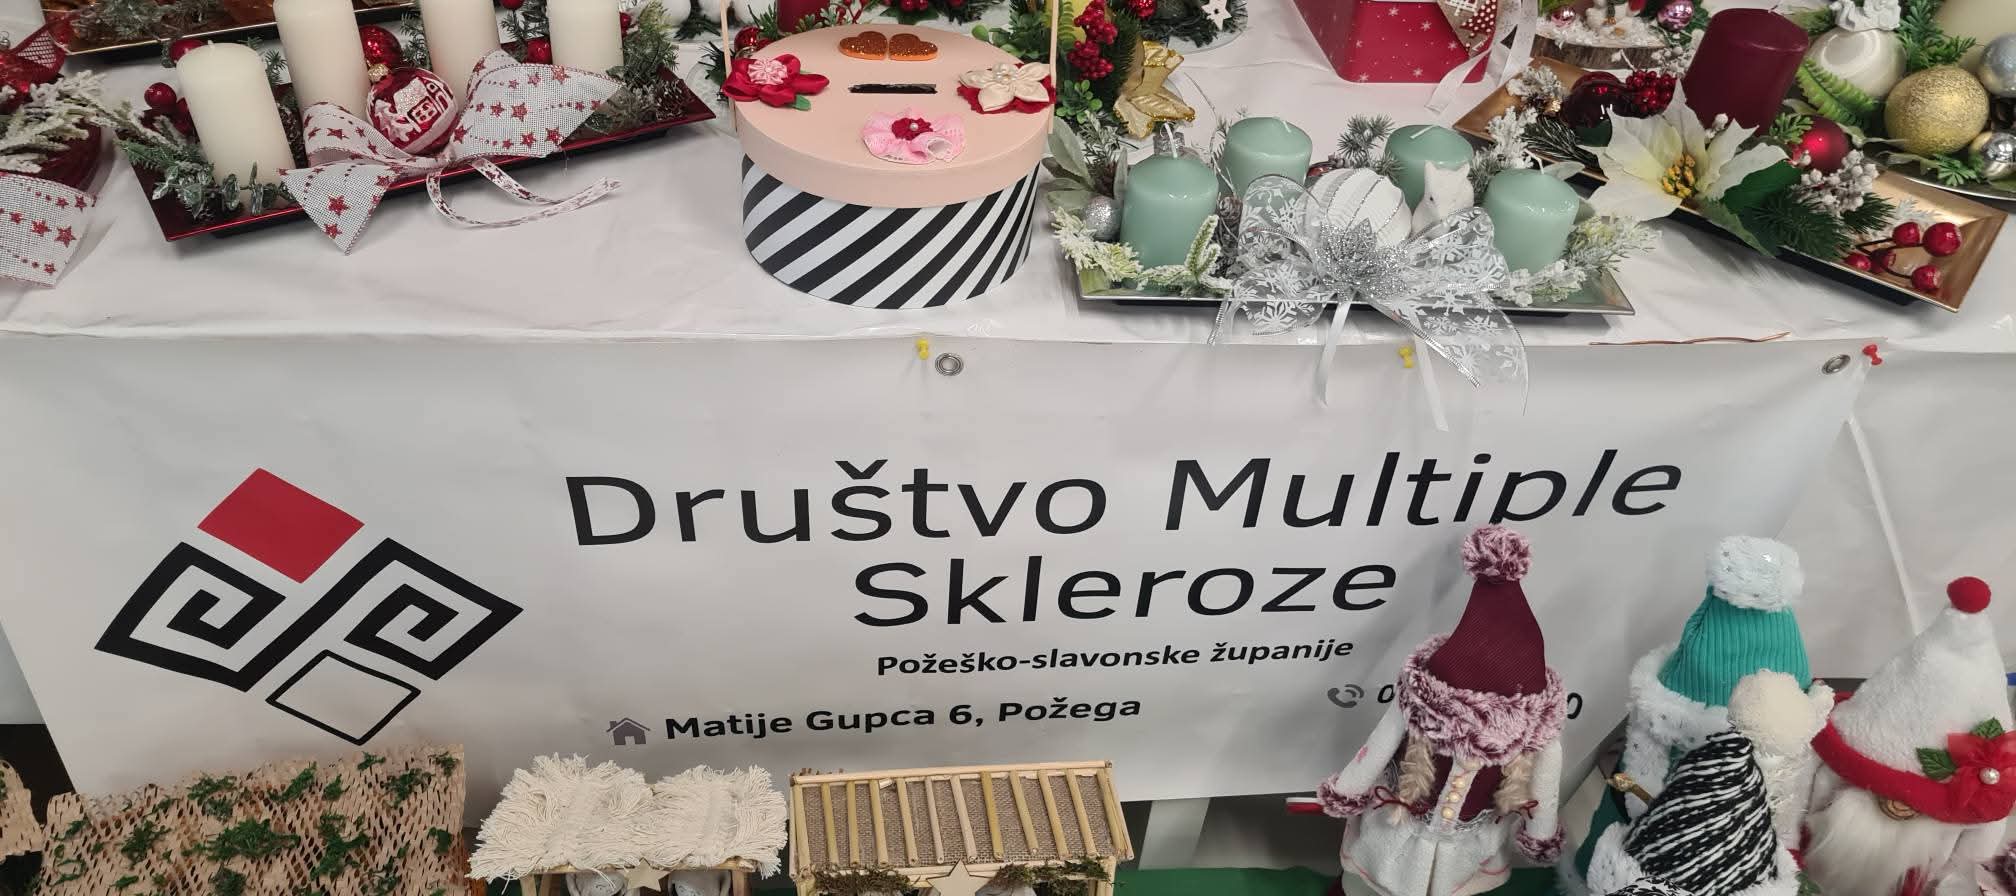 Društvo Multiple
Skleroze
Požeško-slavonske županije
Matije Gupca 6, Požega